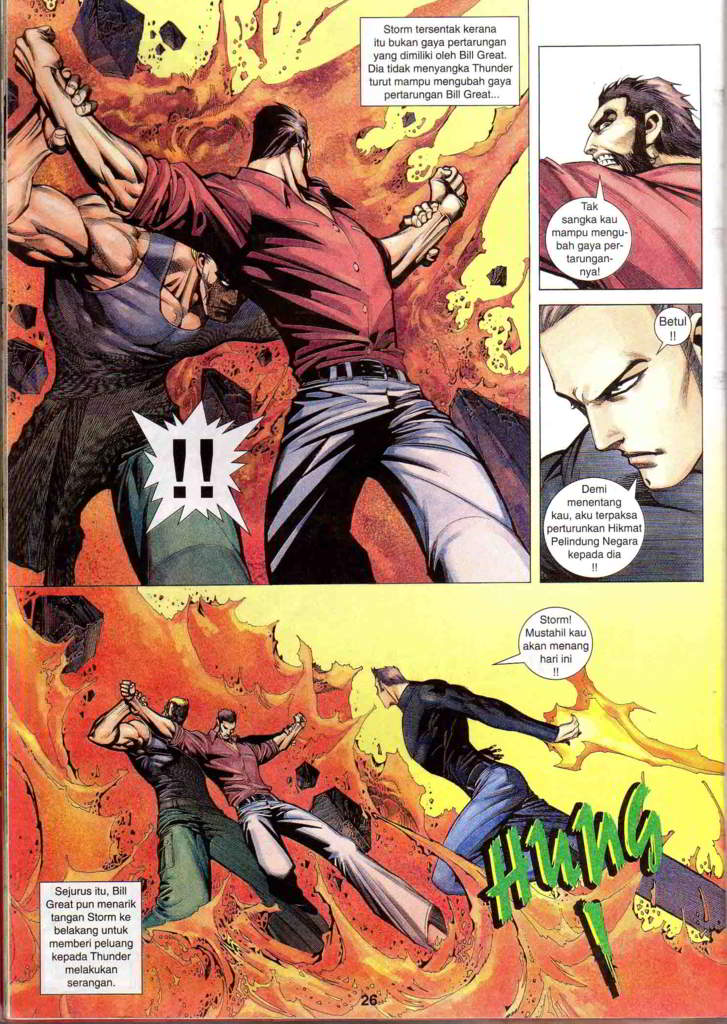 Storm tersentak kerana
itu bukan gaya pertarungan
yang dimiliki oleh Bill Great.
Dia tidak menyangka Thunder
turut mampu mengubah gaya
pertarungan Bill Great...
Tak
sangka kau
mampu mengu-
bah gaya per-
tarungan-
nya!
Betul
!!
Demi
menentang
kau, aku terpaksa
perturunkan Hikmat
Pelindung Negara
kepada dia
!!
!!
Storm!
Mustahil kau
akan menang
hari ini
!!
HUNG
!
Sejurus itu, Bill
Great pun menarik
tangan Storm ke
belakang untuk
memberi peluang
kepada Thunder
melakukan
serangan.
26